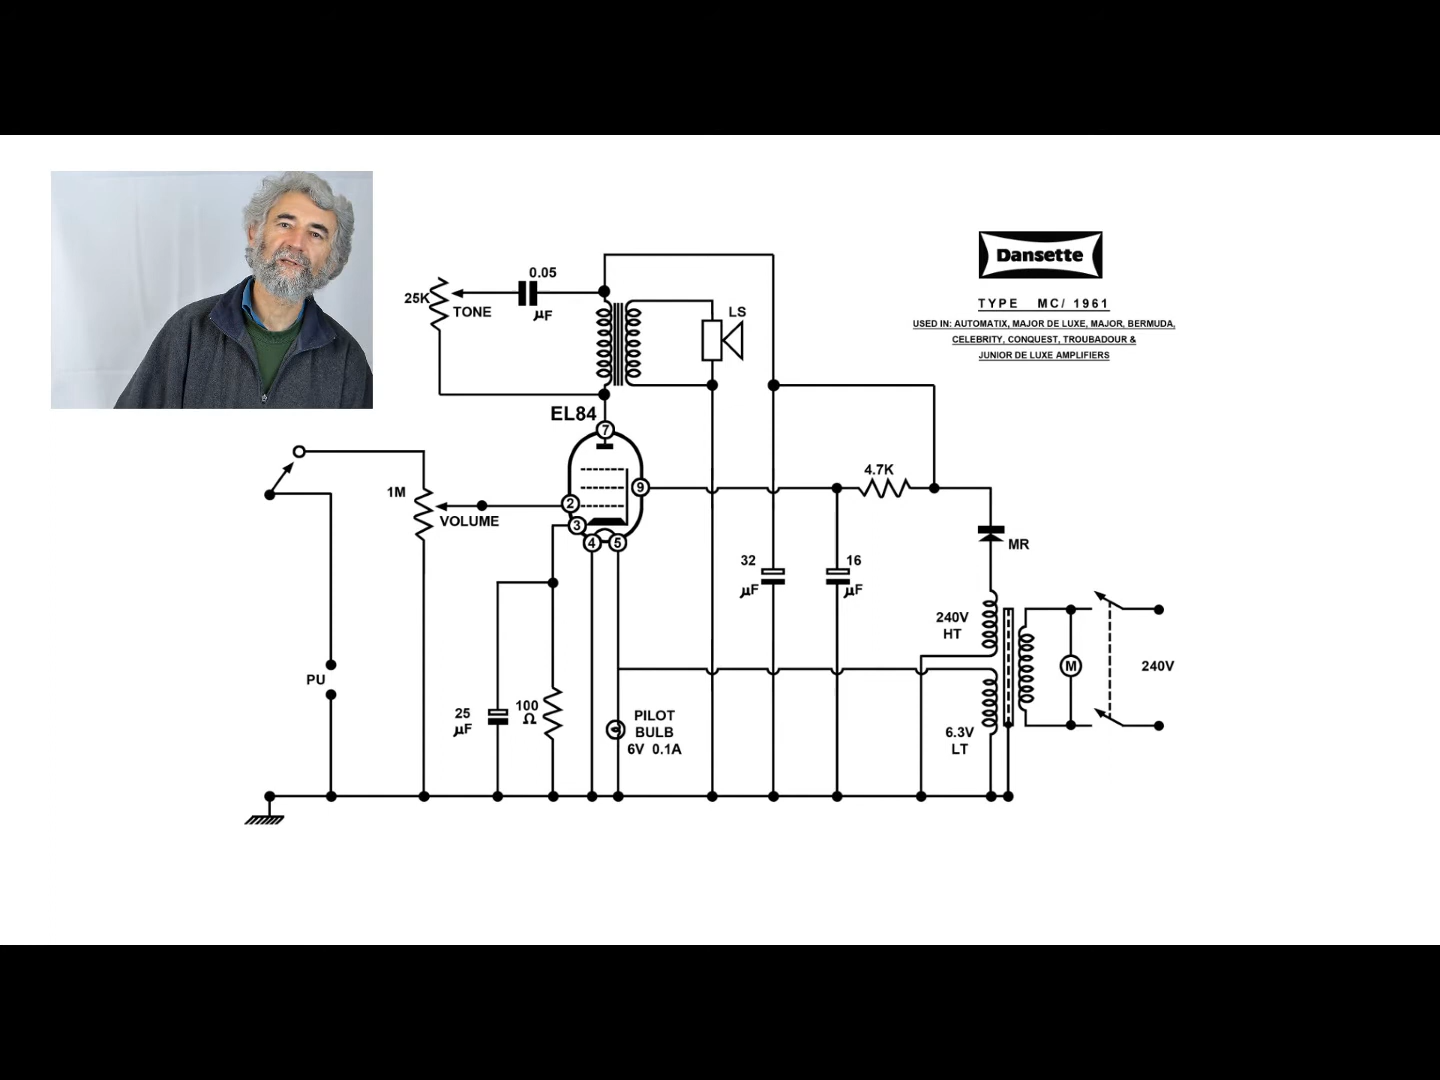 Dansette
TYPE MC/ 1961
USED IN: AUTOMATIX, MAJOR DE LUXE, MAJOR, BERMUDA,
CELEBRITY, CONQUEST, TROUBADOUR &
JUNIOR DE LUXE AMPLIFIERS
0.05
μF
25K
TONE
LS
EL84
7
4.7K
1M
9
2
VOLUME
3
4
5
MR
32
μF
16
μF
240V
HT
M
240V
PU
25
μF
100
Ω
PILOT
BULB
6V 0.1A
6.3V
LT